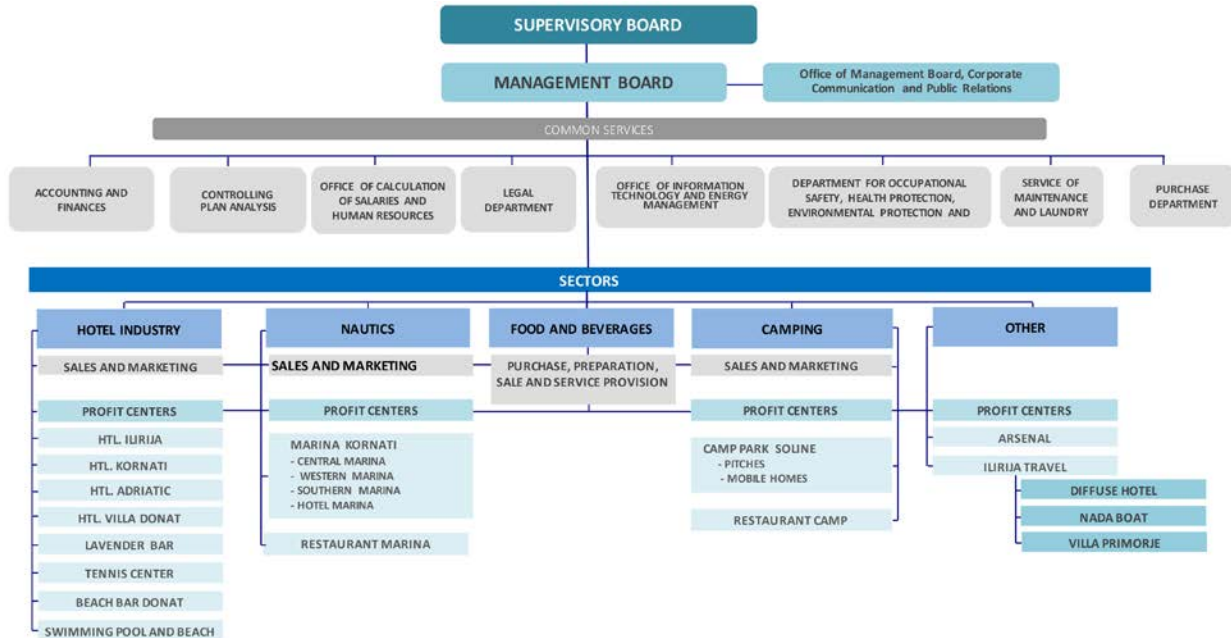 SUPERVISORY BOARD
MANAGEMENT BOARD
Office of Management Board, Corporate
Communication and Public Relations
COMMON SERVICES
ACCOUNTING AND
FINANCES
CONTROLLING
PLAN ANALYSIS
OFFICE OF CALCULATION
OF SALARIES AND
HUMAN RESOURCES
LEGAL
DEPARTMENT
OFFICE OF INFORMATION
TECHNOLOGY AND ENERGY
MANAGEMENT
DEPARTMENT FOR OCCUPATIONAL
SAFETY, HEALTH PROTECTION,
ENVIRONMENTAL PROTECTION AND
SERVICE OF
MAINTENANCE
AND LAUNDRY
PURCHASE
DEPARTMENT
SECTORS
HOTEL INDUSTRY
SALES AND MARKETING
PROFIT CENTERS
HTL. ILIRIJA
HTL. KORNATI
HTL. ADRIATIC
HTL. VILLA DONAT
LAVENDER BAR
TENNIS CENTER
BEACH BAR DONAT
SWIMMING POOL AND BEACH
NAUTICS
SALES AND MARKETING
PROFIT CENTERS
MARINA KORNATI
- CENTRAL MARINA
- WESTERN MARINA
- SOUTHERN MARINA
- HOTEL MARINA
RESTAURANT MARINA
FOOD AND BEVERAGES
PURCHASE, PREPARATION,
SALE AND SERVICE PROVISION
CAMPING
SALES AND MARKETING
PROFIT CENTERS
CAMP PARK SOLINE
- PITCHES
- MOBILE HOMES
RESTAURANT CAMP
OTHER
PROFIT CENTERS
ARSENAL
ILIRIJA TRAVEL
DIFFUSE HOTEL
NADA BOAT
VILLA PRIMORJE